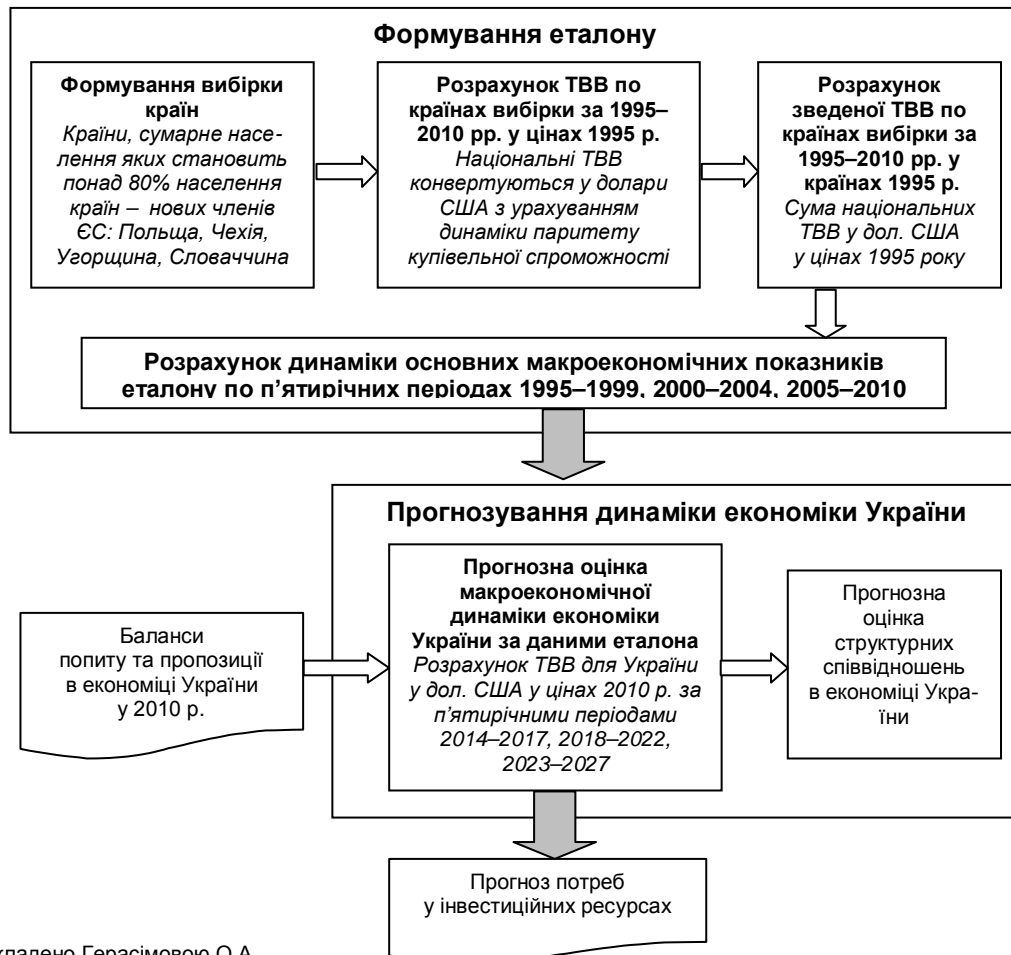 Формування еталону
Формування вибірки
країн
Країни, сумарне насе-
лення яких становить
понад 80% населення
країн – нових членів
ЄС: Польща, Чехія,
Угорщина, Словаччина
Розрахунок ТВВ по
країнах вибірки за 1995–
2010 рр. у цінах 1995 р.
Національні ТВВ
конвертуються у долари
США з урахуванням
динаміки паритету
купівельної спроможності
Розрахунок
зведеної ТВВ по
країнах вибірки за
1995–2010 рр. у
країнах 1995 р.
Сума національних
ТВВ у дол. США
у цінах 1995 року
Розрахунок динаміки основних макроекономічних показників
еталону по п’ятирічних періодах 1995–1999, 2000–2004, 2005–2010
Прогнозування динаміки економіки України
Баланси
попиту та пропозиції
в економіці України
у 2010 р.
Прогнозна оцінка
макроекономічної
динаміки економіки
України за даними еталона
Розрахунок ТВВ для України
у дол. США у цінах 2010 р. за
п’ятирічними періодами
2014–2017, 2018–2022,
2023–2027
Прогнозна
оцінка
структурних
співвідношень
в економіці Укра-
їни
Прогноз потреб
у інвестиційних ресурсах
Герасімовою О.А.